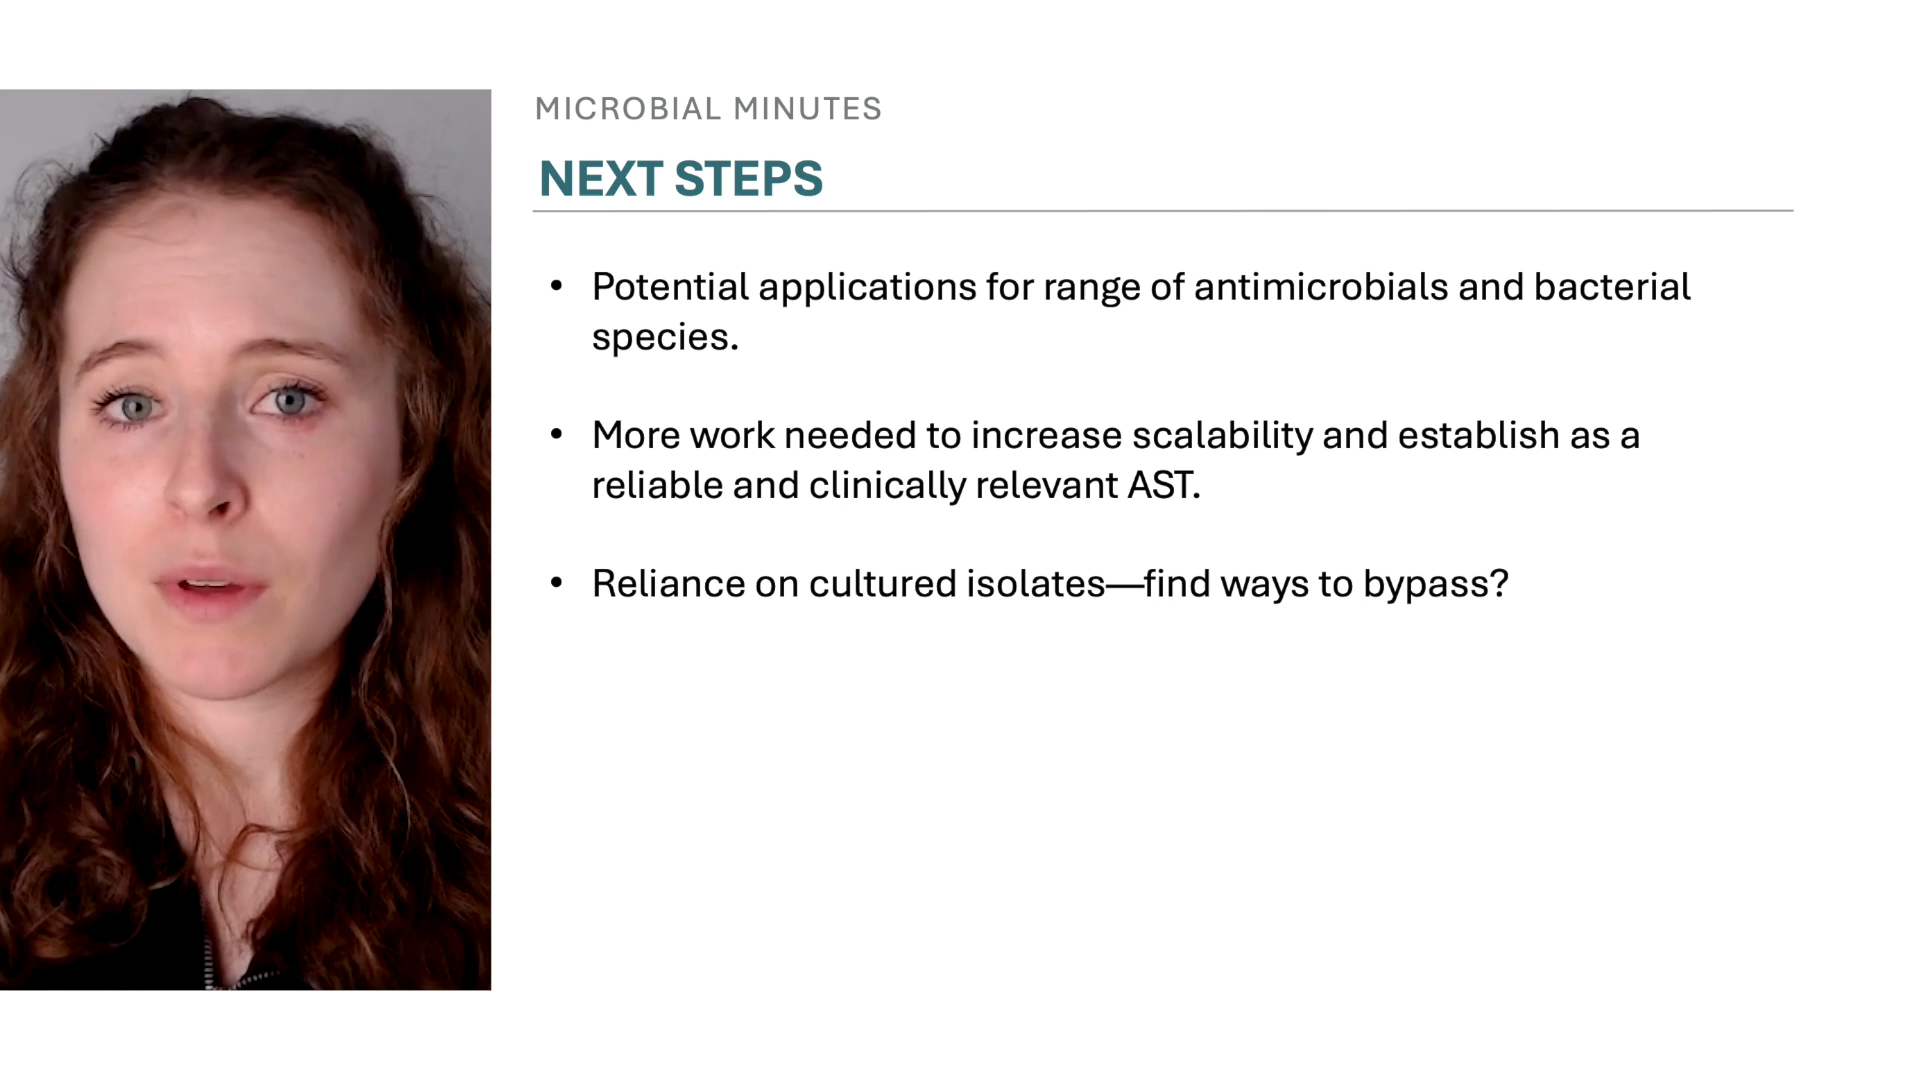 MICROBIAL MINUTES
NEXT STEPS
• Potential applications for range of antimicrobials and bacterial
species.
• More work needed to increase scalability and establish as a
reliable and clinically relevant AST.
• Reliance on cultured isolates—find ways to bypass?